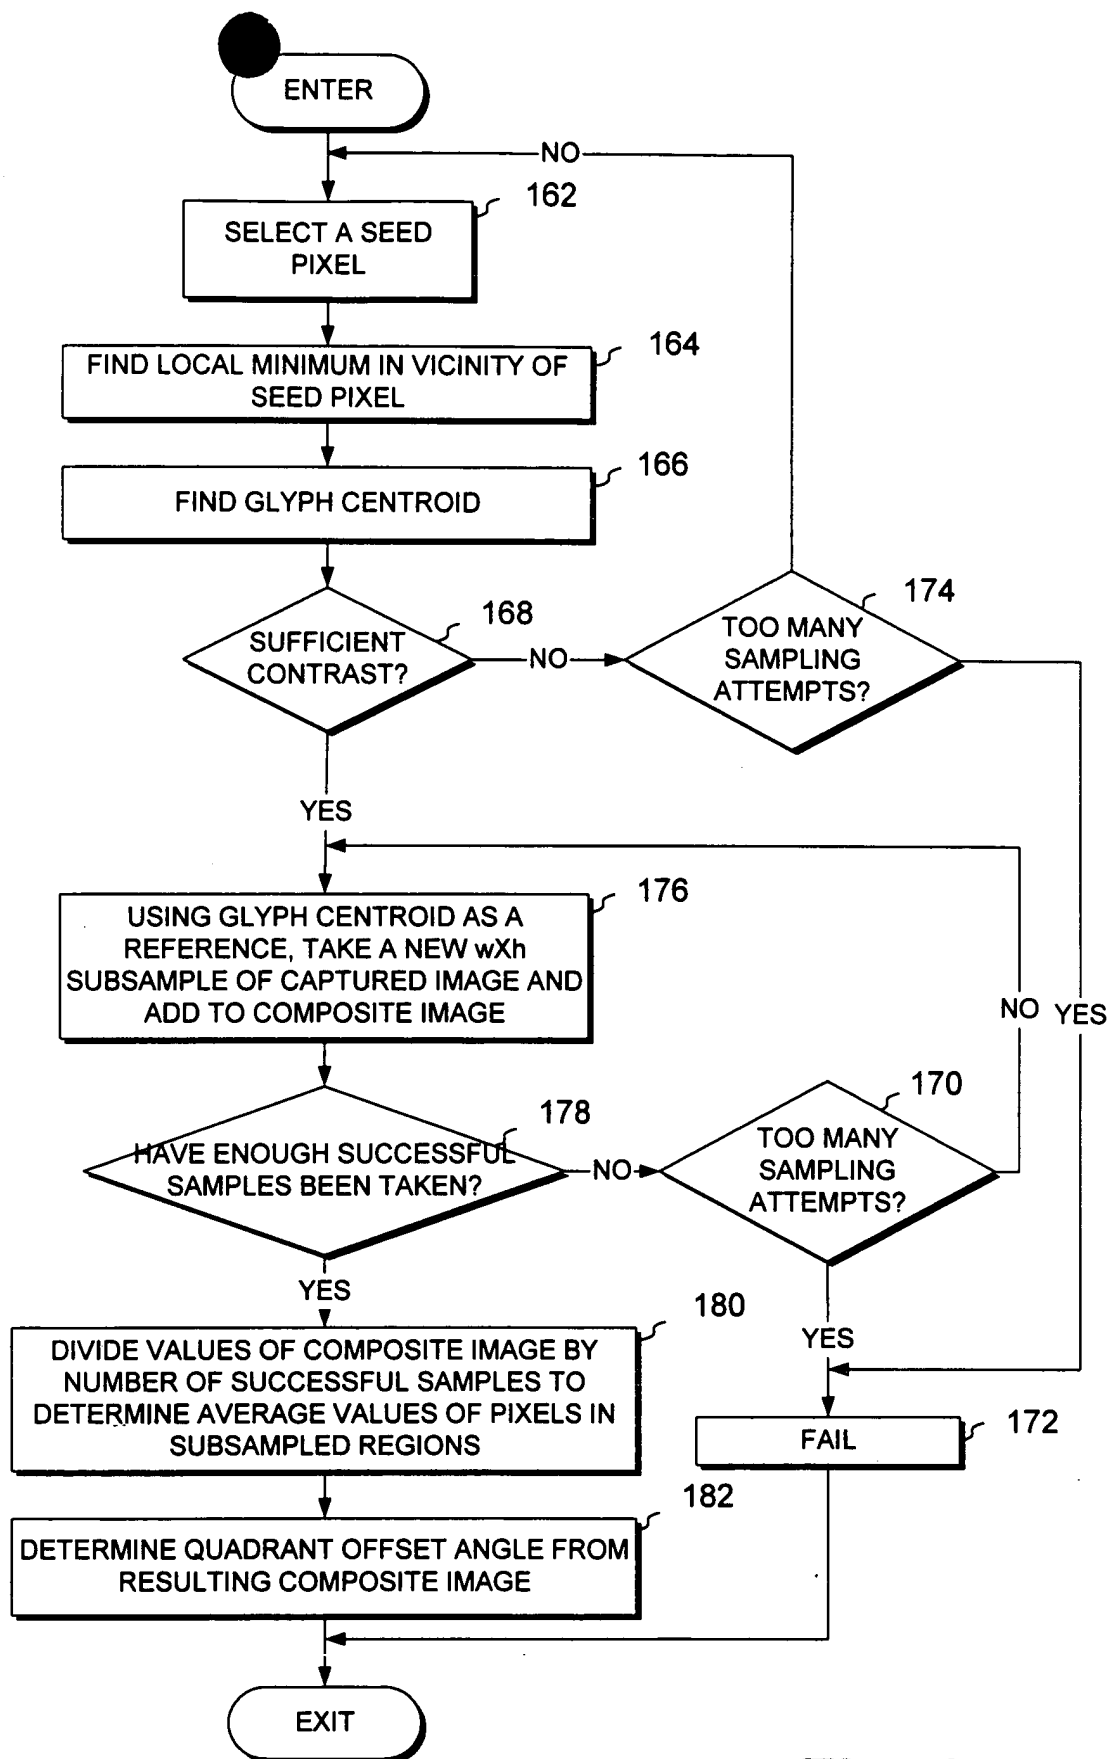 ENTER
NO
162
SELECT A SEED
PIXEL
164
FIND LOCAL MINIMUM IN VICINITY OF
SEED PIXEL
166
FIND GLYPH CENTROID
168
SUFFICIENT
CONTRAST?
NO
174
TOO MANY
SAMPLING
ATTEMPTS?
YES
176
USING GLYPH CENTROID AS A
REFERENCE, TAKE A NEW wXh
SUBSAMPLE OF CAPTURED IMAGE AND
ADD TO COMPOSITE IMAGE
NO
YES
178
HAVE ENOUGH SUCCESSFUL
SAMPLES BEEN TAKEN?
NO
170
TOO MANY
SAMPLING
ATTEMPTS?
YES
YES
180
DIVIDE VALUES OF COMPOSITE IMAGE BY
NUMBER OF SUCCESSFUL SAMPLES TO
DETERMINE AVERAGE VALUES OF PIXELS IN
SUBSAMPLED REGIONS
172
FAIL
182
DETERMINE QUADRANT OFFSET ANGLE FROM
RESULTING COMPOSITE IMAGE
EXIT